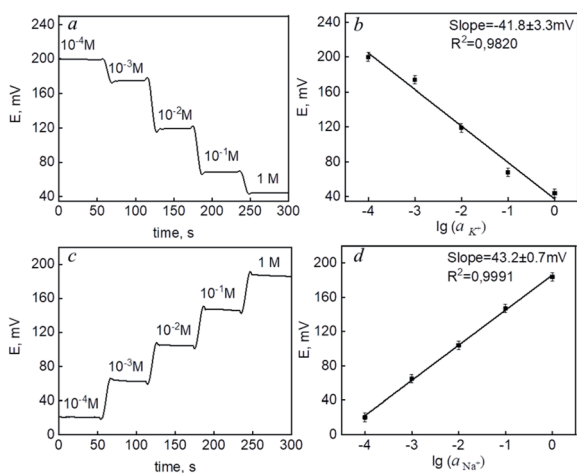 a
240
200
160
120
80
40
E, mV
10⁻⁴M
10⁻³M
10⁻²M
10⁻¹M
1 M
0 50 100 150 200 250 300
time, s
b
Slope=-41.8±3.3mV
R²=0,9820
240
200
160
120
80
40
E, mV
-4 -3 -2 -1 0
lg (a K⁺)
c
240
200
160
120
80
40
0
E, mV
1 M
10⁻¹M
10⁻²M
10⁻³M
10⁻⁴M
0 50 100 150 200 250 300
time, s
d
Slope=43.2±0.7mV
R²=0,9991
240
200
160
120
80
40
0
E, mV
-4 -3 -2 -1 0
lg (a Na⁺)